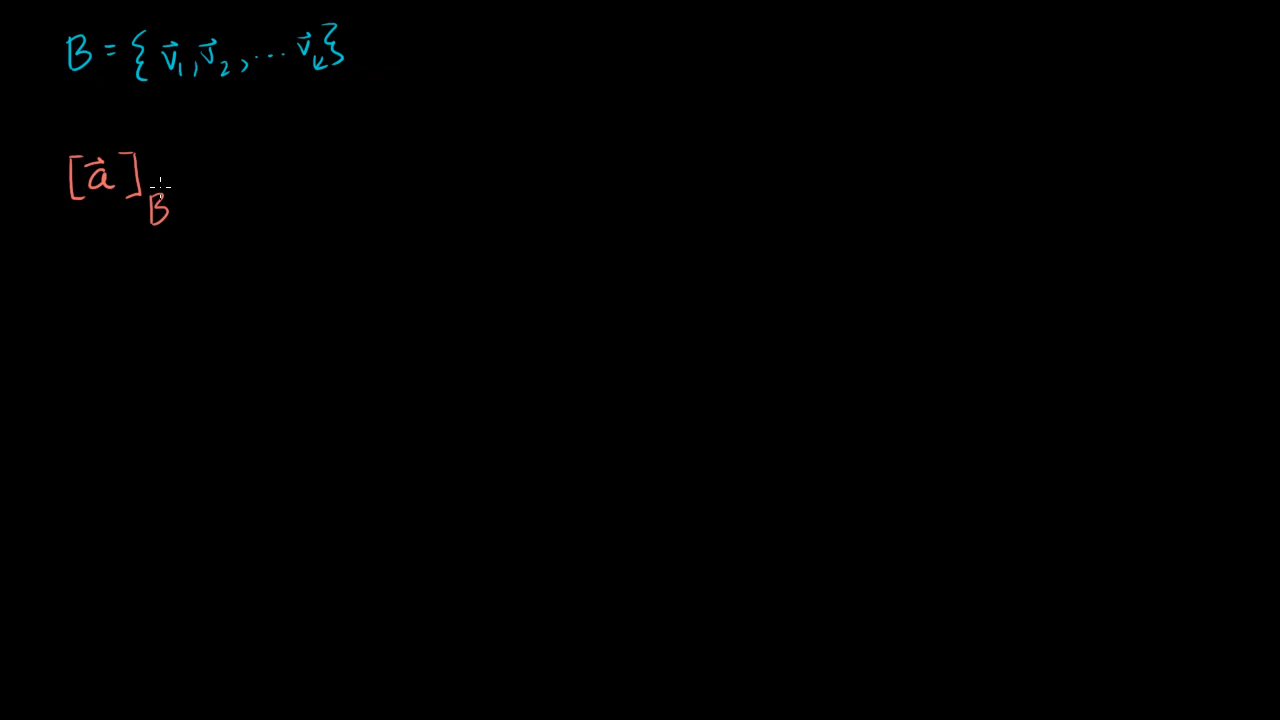 B = { v⃗₁, v⃗₂, ... v⃗ₖ }
[a⃗]_B